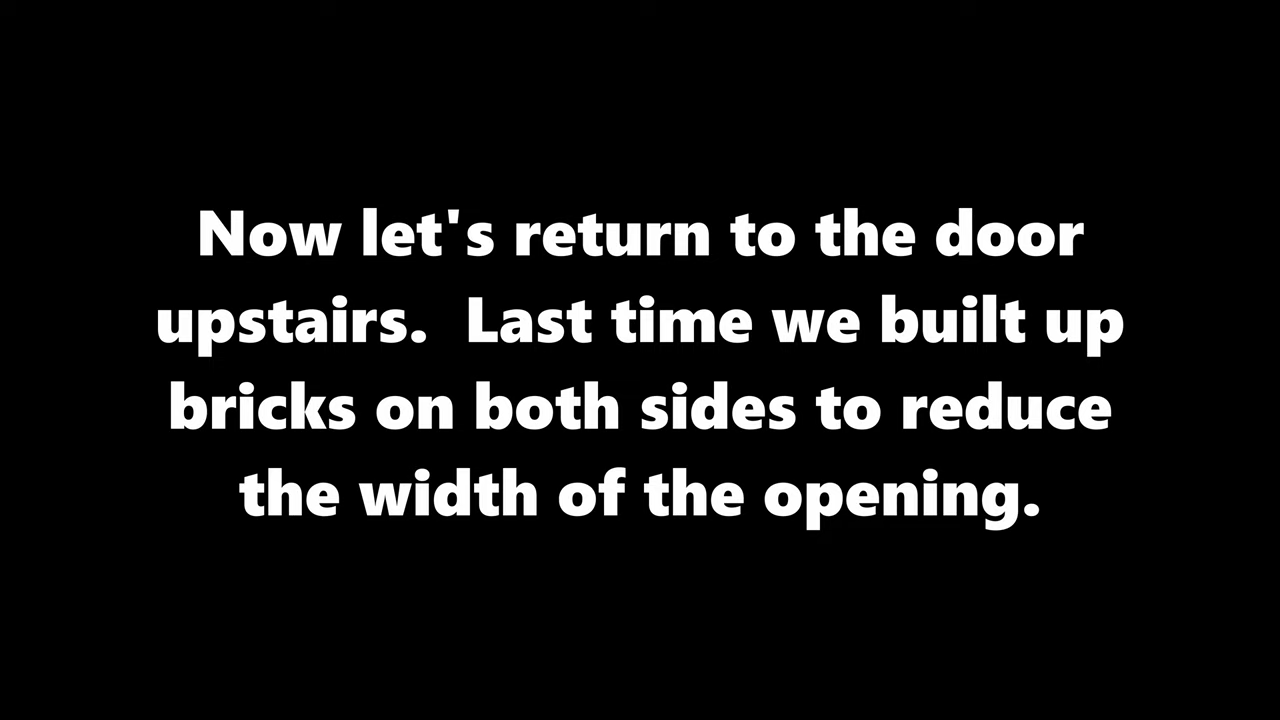 Now let's return to the door
upstairs.  Last time we built up
bricks on both sides to reduce
the width of the opening.